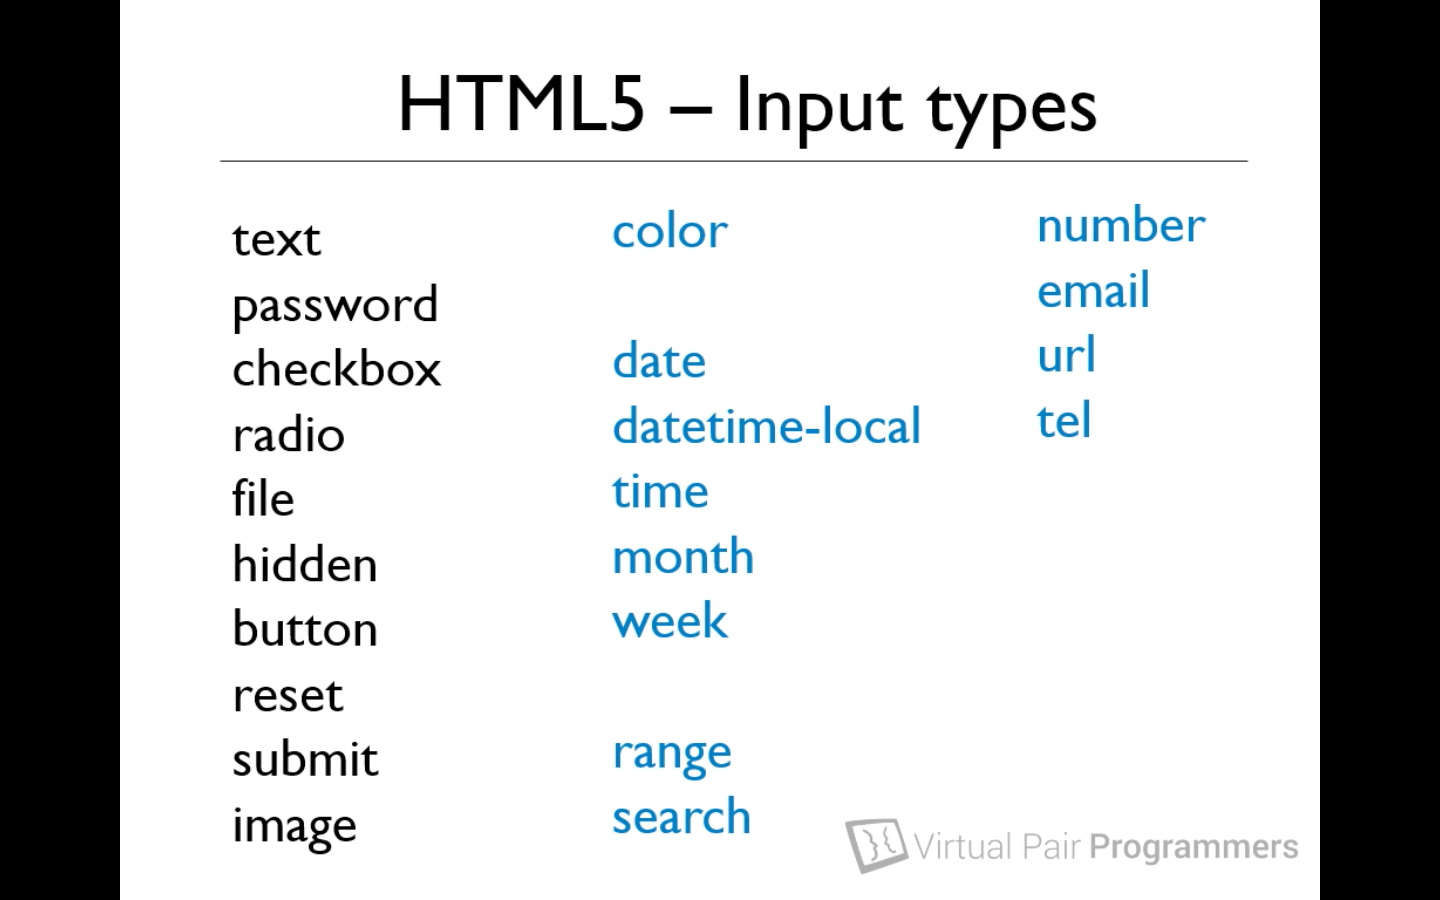 HTML5 – Input types
text
password
checkbox
radio
file
hidden
button
reset
submit
image
color
date
datetime-local
time
month
week
range
search
number
email
url
tel
Virtual Pair Programmers